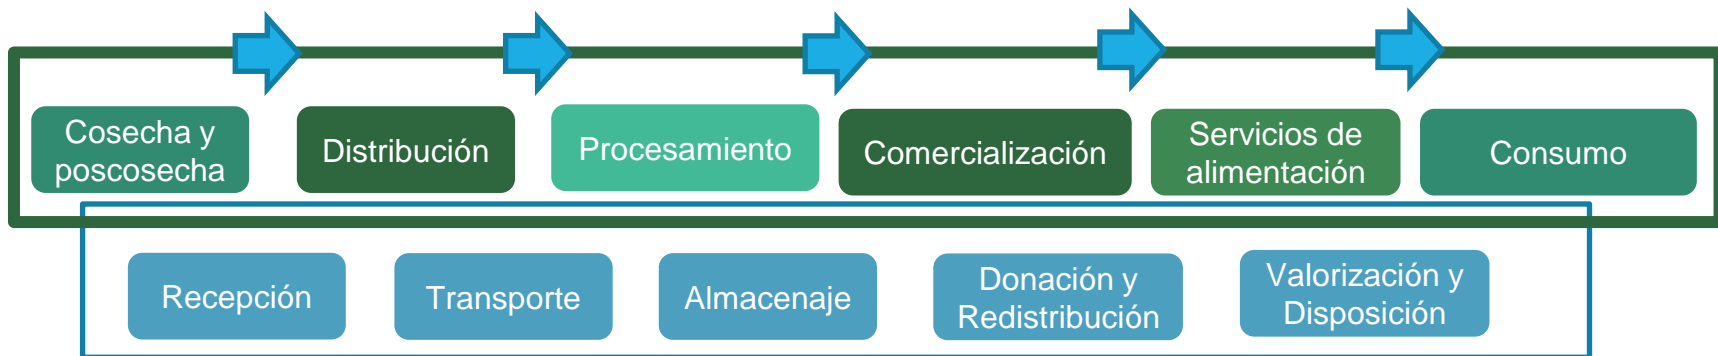 Cosecha y
poscosecha
Distribución
Procesamiento
Comercialización
Servicios de
alimentación
Consumo
Recepción
Transporte
Almacenaje
Donación y
Redistribución
Valorización y
Disposición